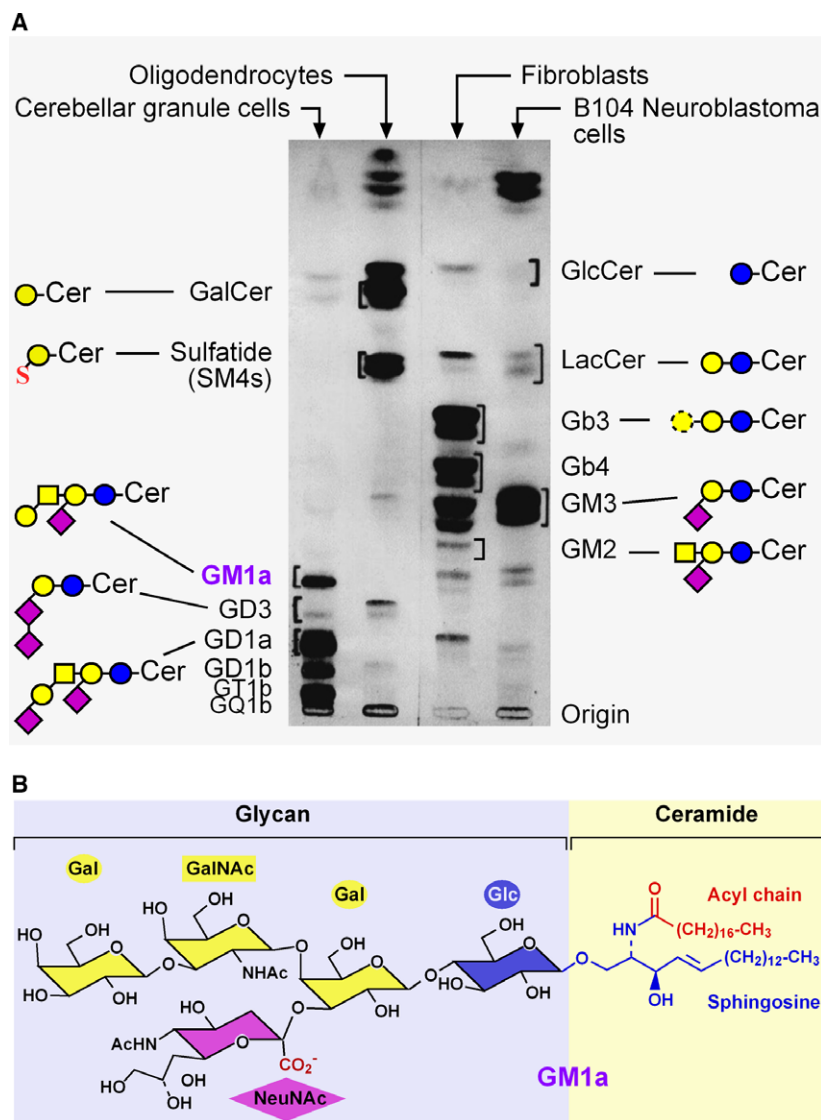 A
Oligodendrocytes
Fibroblasts
Cerebellar granule cells
B104 Neuroblastoma
cells
-Cer
GalCer
S
-Cer
Sulfatide
(SM4s)
-Cer
GM1a
-Cer
GD3
GD1a
-Cer
GD1b
GT1b
GQ1b
GlcCer
-Cer
LacCer
-Cer
Gb3
-Cer
Gb4
GM3
-Cer
GM2
-Cer
Origin
B
Glycan
Ceramide
Gal
GalNAc
Gal
Glc
Acyl chain
O
(CH2)16-CH3
HN
(CH2)12-CH3
OH
Sphingosine
OH
OH
O
HO
OH
O
HO
OH
O
HO
O
NHAc
O
OH
O
OH
O
OH
O
O
HO
OH
O
HO
OH
O
AcHN
O
CO2-
HO
OH
OH
OH
NeuNAc
GM1a